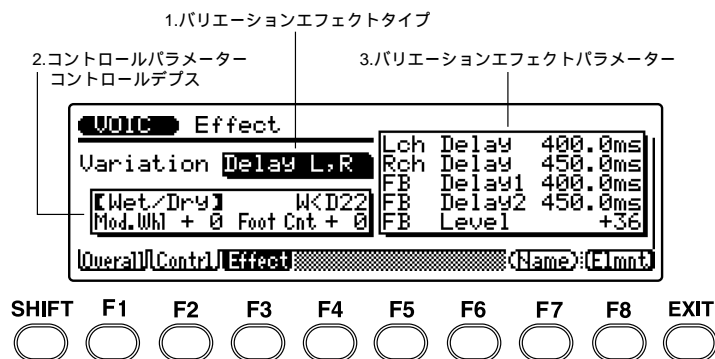 1.バリエーションエフェクトタイプ
2.コントロールパラメーター
コントロールデプス
3.バリエーションエフェクトパラメーター
VOIC Effect
Variation Delay L,R
【Wet/Dry】 W<D22
Mod.Whl + 0 Foot Cnt + 0
Lch Delay 400.0ms
Rch Delay 450.0ms
FB Delay1 400.0ms
FB Delay2 450.0ms
FB Level +36
Overall Contrl Effect (Name) (Elmnt)
SHIFT F1 F2 F3 F4 F5 F6 F7 F8 EXIT